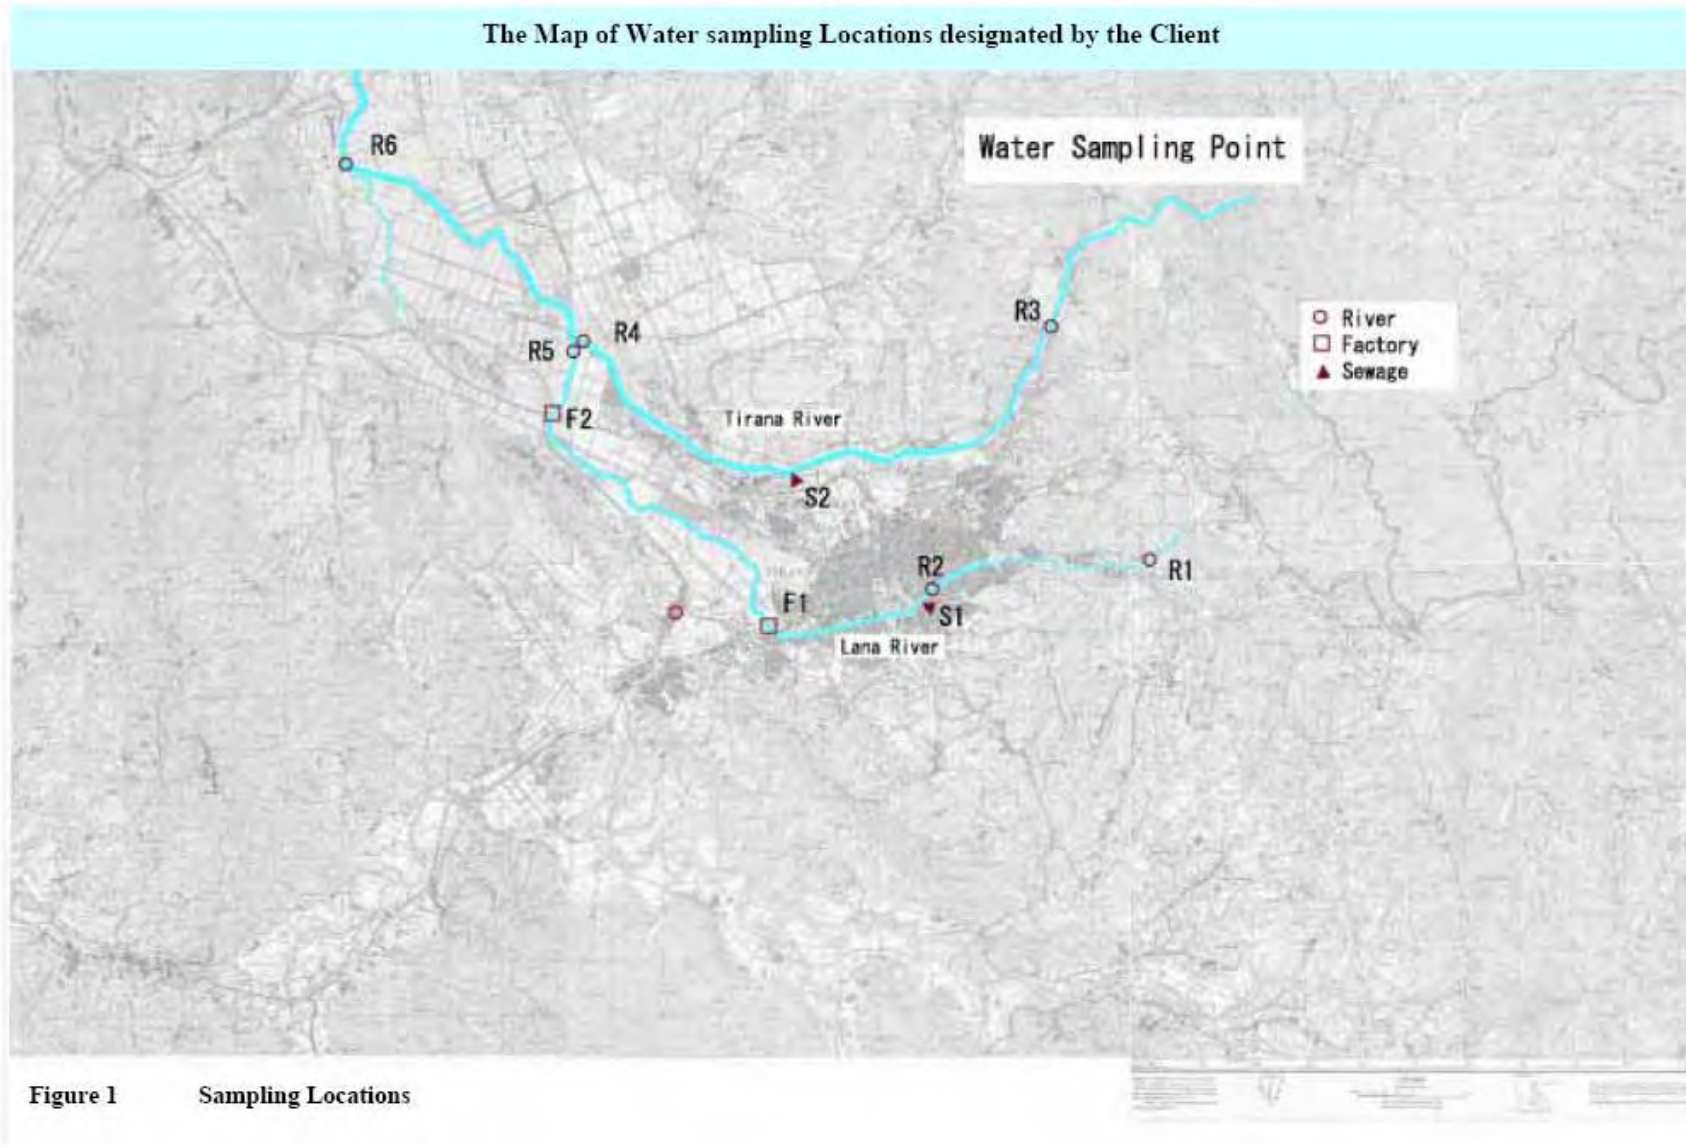 The Map of Water sampling Locations designated by the Client
Water Sampling Point
R6
R3
River
Factory
Sewage
R4
R5
F2
Tirana River
S2
R2
R1
F1
S1
Lana River
Figure 1 Sampling Locations